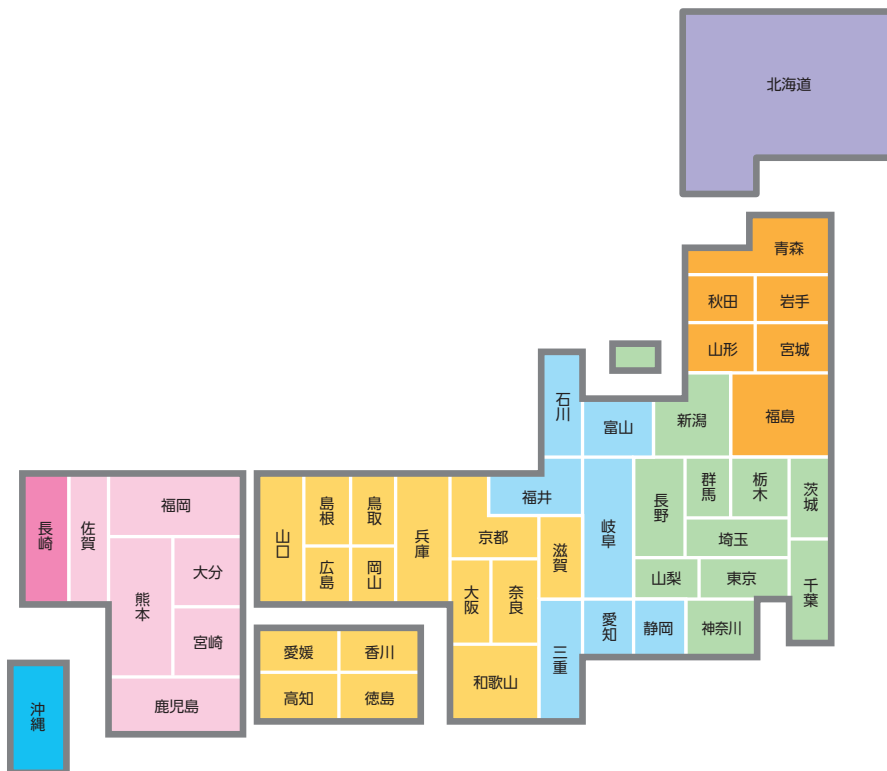 北海道
青森
秋田
岩手
山形
宮城
石川
富山
新潟
福島
長崎
佐賀
福岡
山口
島根
鳥取
兵庫
京都
福井
滋賀
岐阜
長野
群馬
栃木
茨城
埼玉
熊本
大分
広島
岡山
大阪
奈良
山梨
東京
千葉
宮崎
愛媛
香川
三重
愛知
静岡
神奈川
沖縄
鹿児島
高知
徳島
和歌山